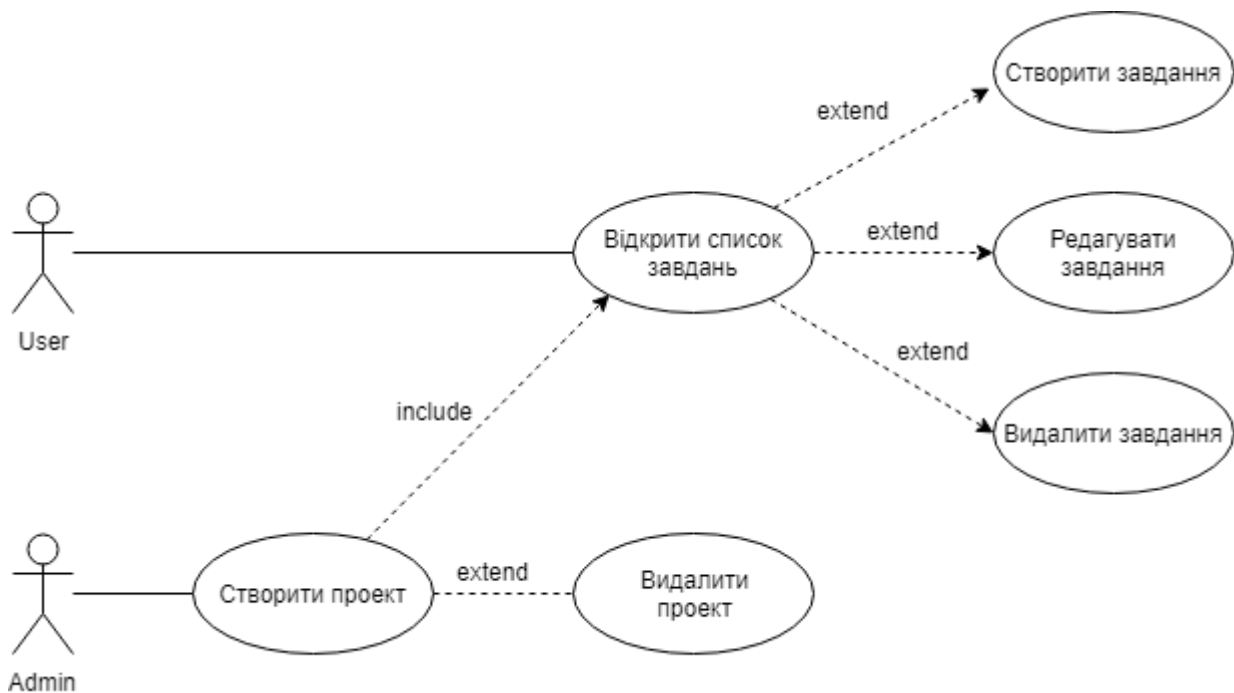 Створити завдання
extend
Відкрити список
завдань
extend
Редагувати
завдання
User
extend
Видалити завдання
include
Створити проект
extend
Видалити
проект
Admin